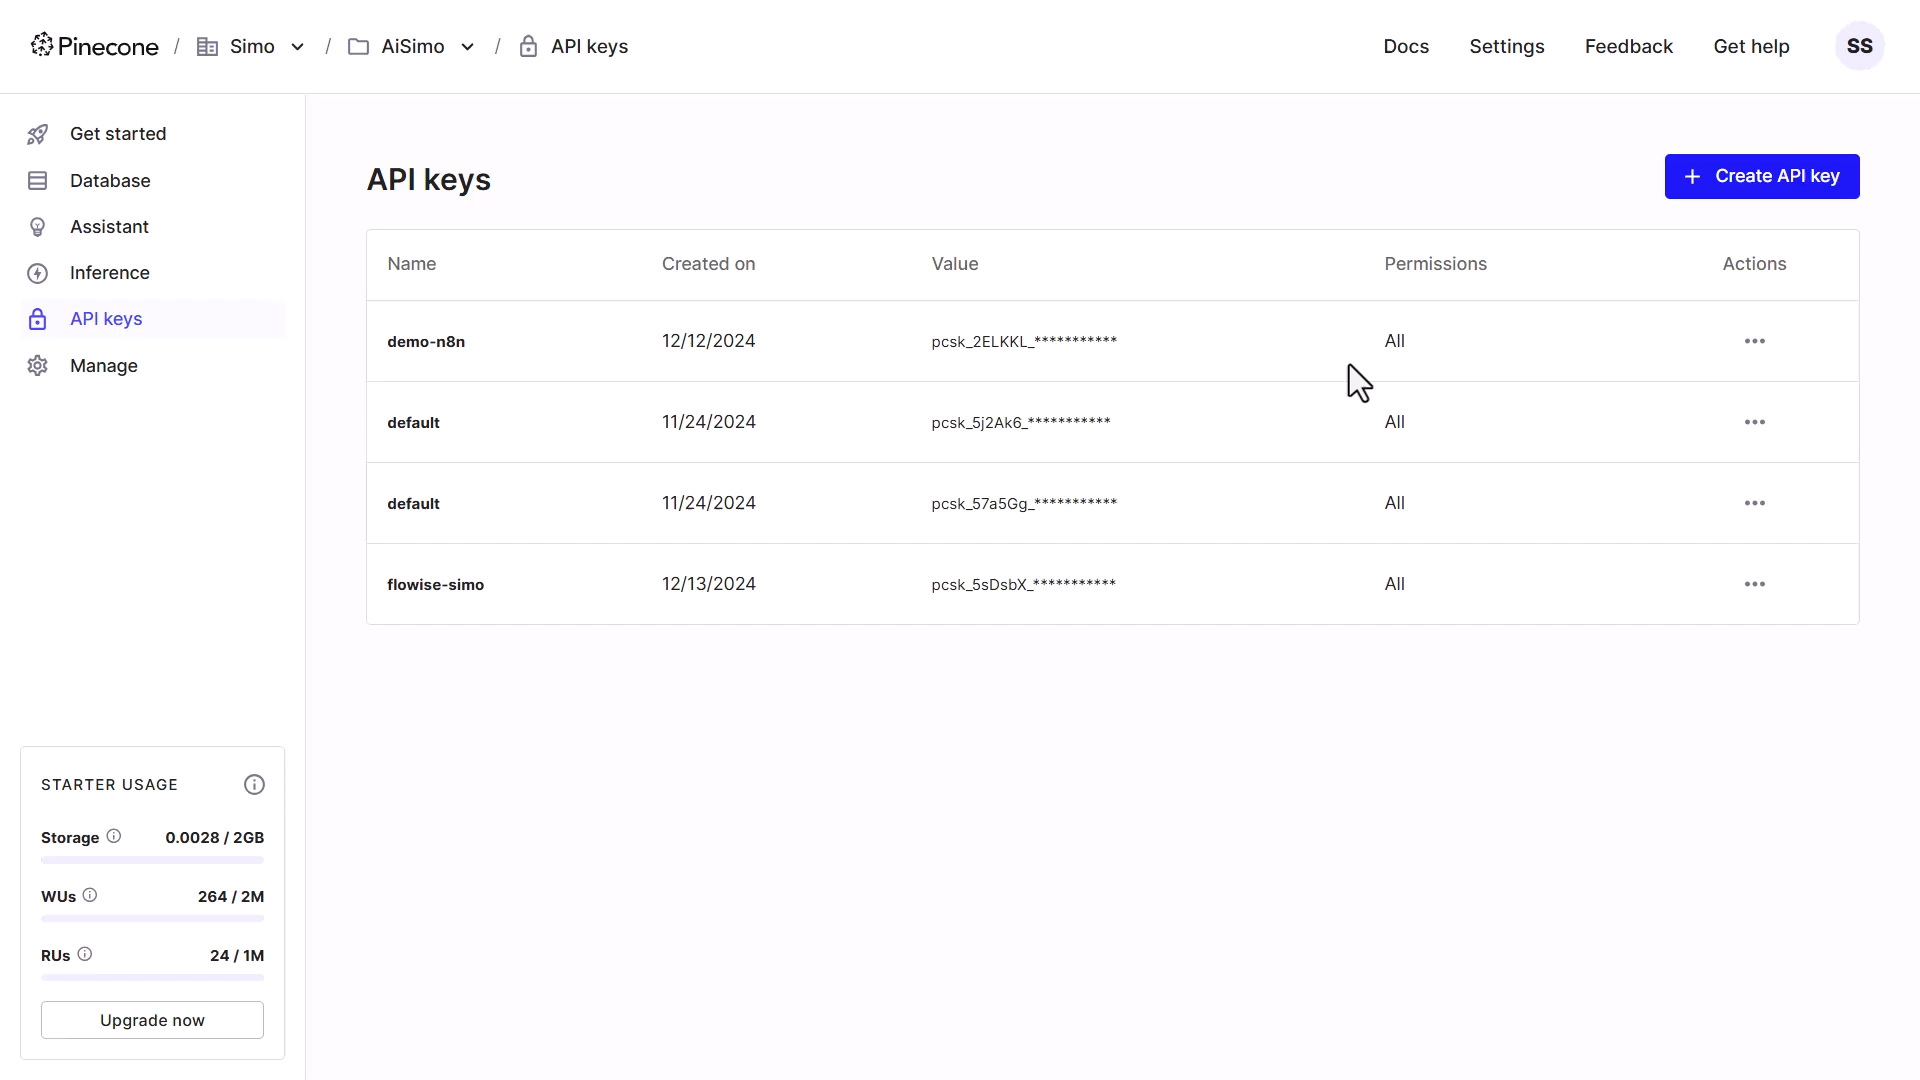 Pinecone / Simo / AiSimo / API keys Docs Settings Feedback Get help SS
Get started
Database
Assistant
Inference
API keys
Manage
API keys
+ Create API key
Name Created on Value Permissions Actions
demo-n8n 12/12/2024 pcsk_2ELKKL_*********** All
default 11/24/2024 pcsk_5j2Ak6_*********** All
default 11/24/2024 pcsk_57a5Gg_*********** All
flowise-simo 12/13/2024 pcsk_5sDsbX_*********** All
STARTER USAGE
Storage 0.0028 / 2GB
WUs 264 / 2M
RUs 24 / 1M
Upgrade now